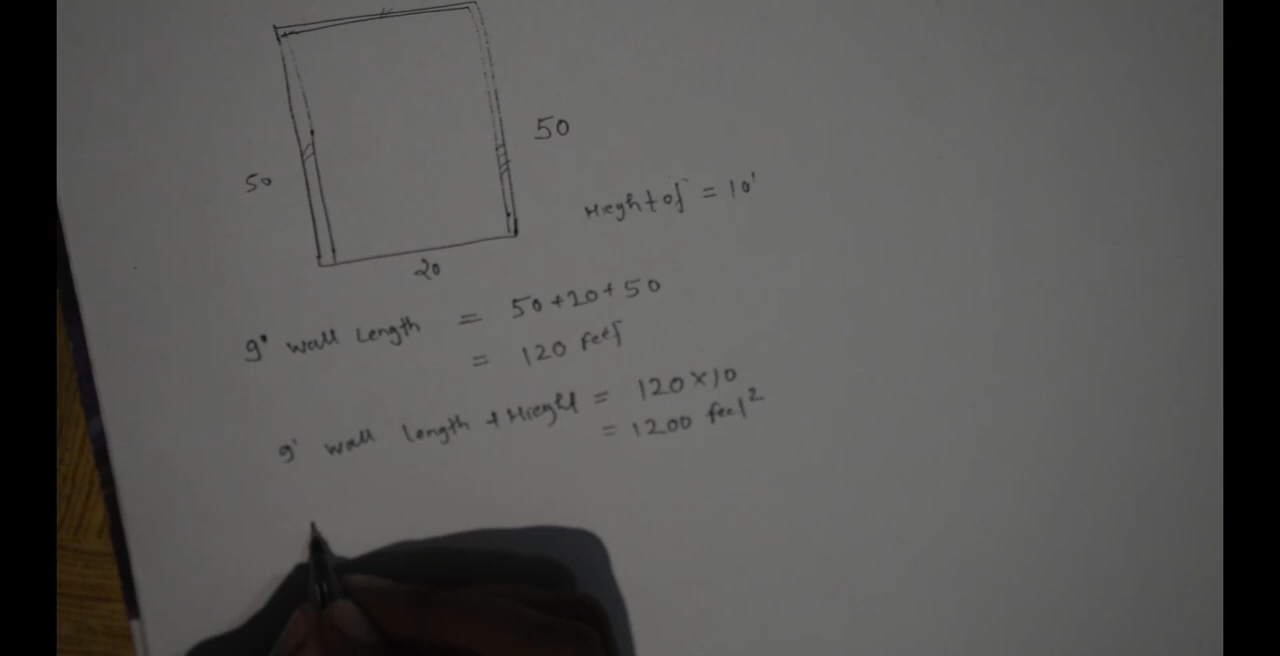 50
50
Hieghtof = 10'
20
9" wall Length = 50+20+50
= 120 feet
9' wall length + Hieght = 120×10
= 1200 feet²